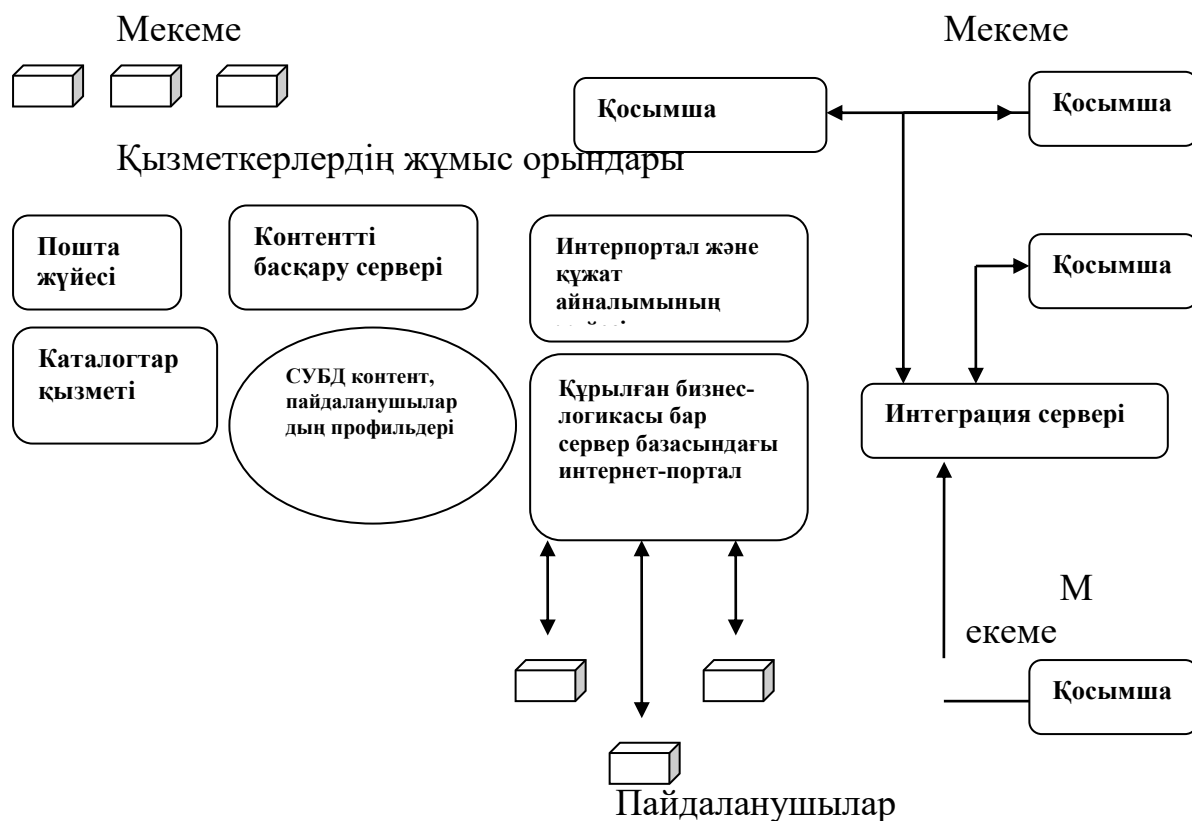 Мекеме
Мекеме
Қосымша
Қосымша
Қызметкерлердің жұмыс орындары
Пошта
жүйесі
Контентті
басқару сервері
Интерпортал және
құжат
айналымының
Қосымша
Каталогтар
қызметі
СУБД контент,
пайдаланушылар
дың профильдері
Құрылған бизнес-
логикасы бар
сервер базасындағы
интернет-портал
Интеграция сервері
М
екеме
Қосымша
Пайдаланушылар